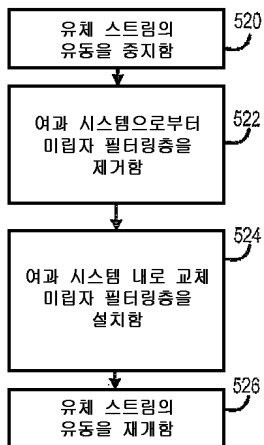 유체 스트림의
유동을 중지함
520
여과 시스템으로부터
미립자 필터링층을
제거함
522
여과 시스템 내로 교체
미립자 필터링층을
설치함
524
유체 스트림의
유동을 재개함
526